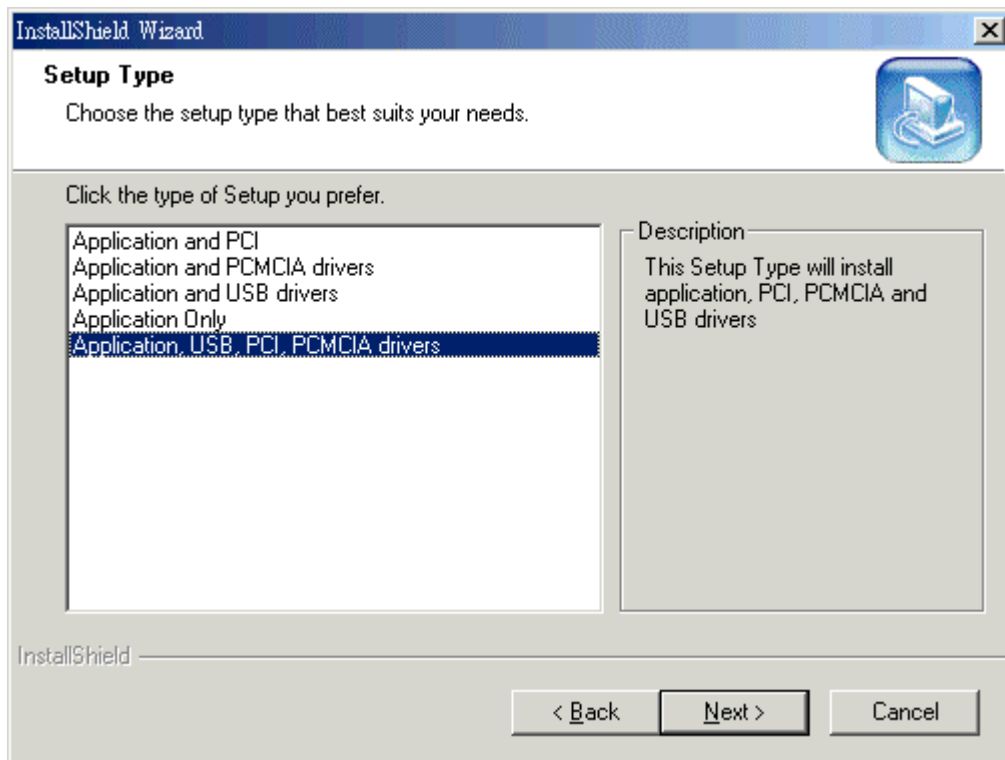 InstallShield Wizard
Setup Type
Choose the setup type that best suits your needs.
Click the type of Setup you prefer.
Application and PCI
Application and PCMCIA drivers
Application and USB drivers
Application Only
Application, USB, PCI, PCMCIA drivers
Description
This Setup Type will install
application, PCI, PCMCIA and
USB drivers
InstallShield
< Back
Next >
Cancel